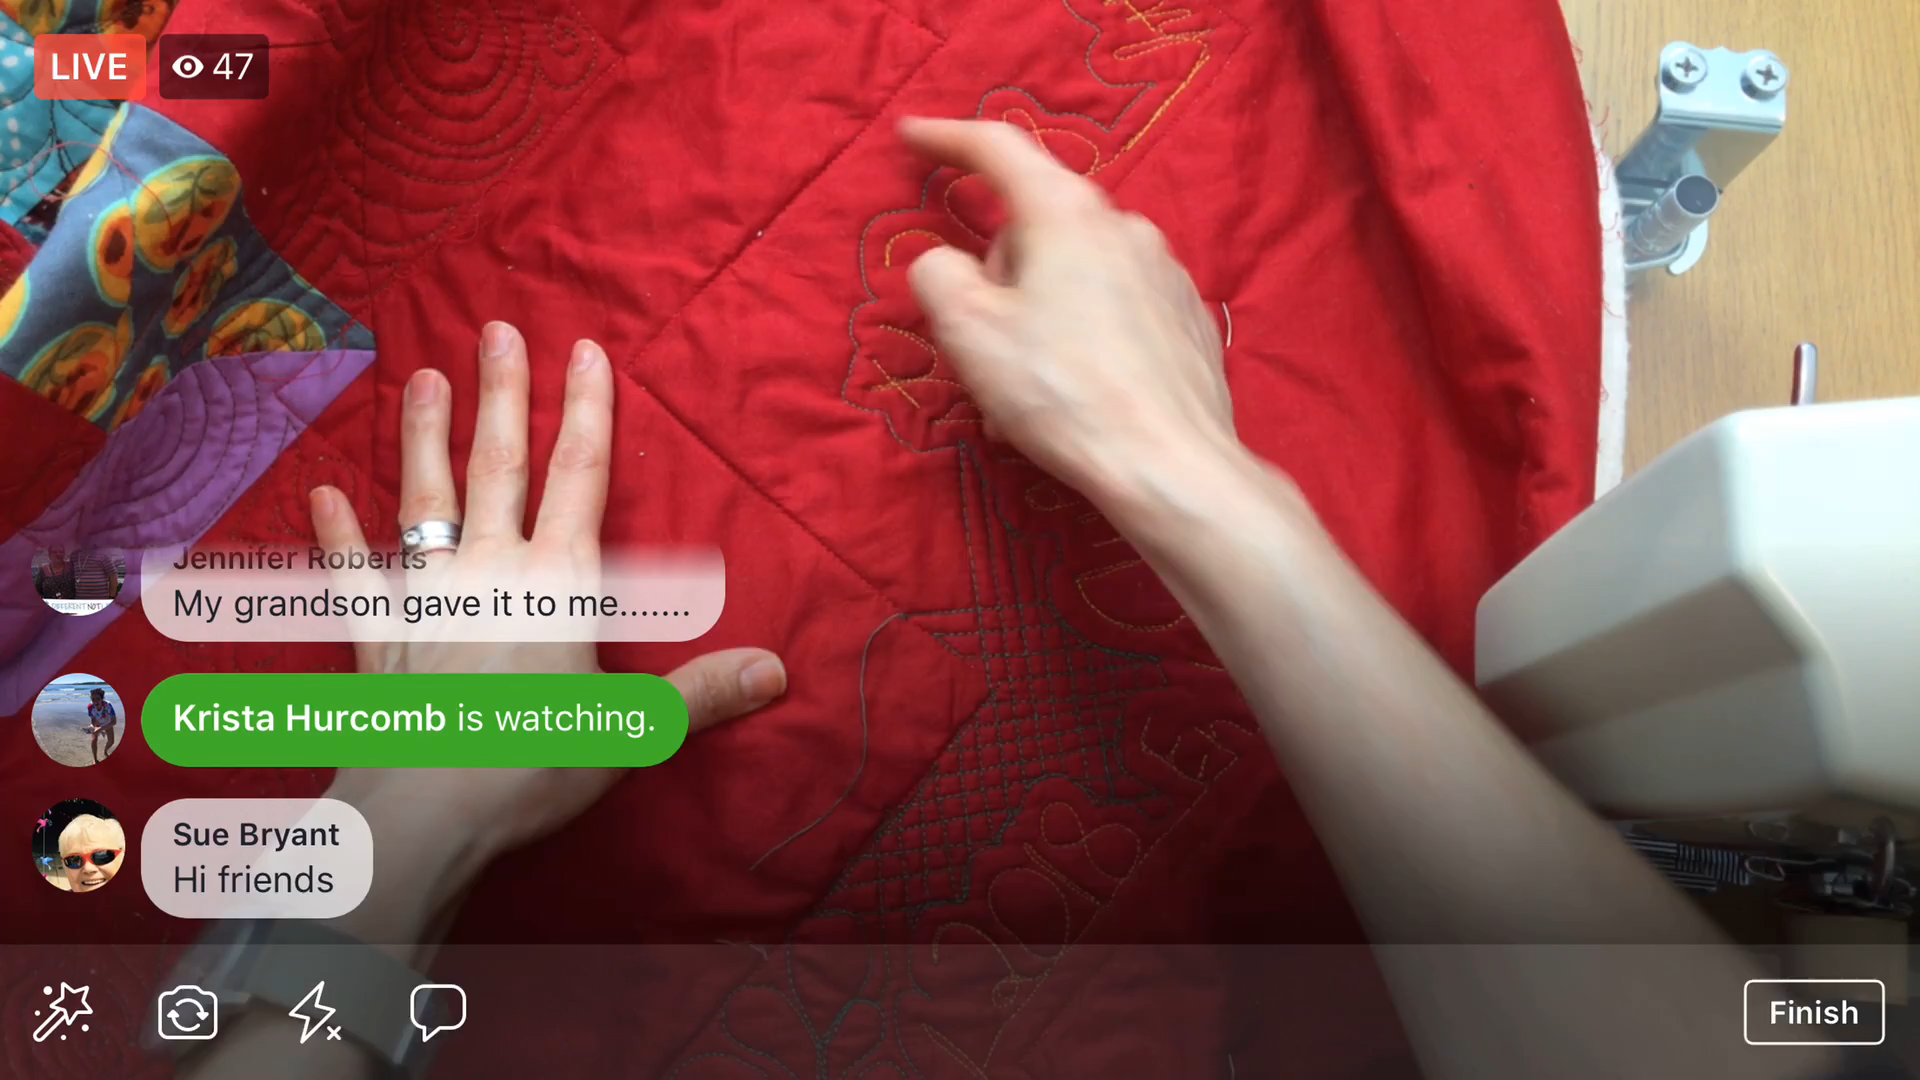 LIVE
47
Jennifer Roberts
My grandson gave it to me.......
Krista Hurcomb is watching.
Sue Bryant
Hi friends
2018
Finish